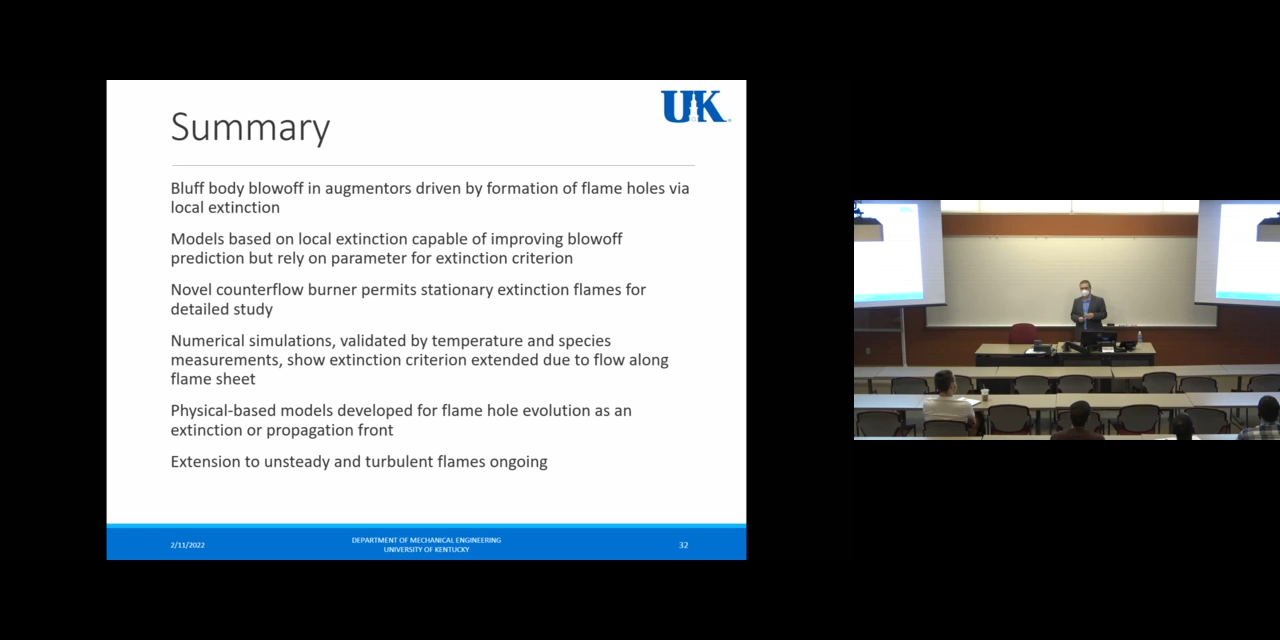 UK
Summary
Bluff body blowoff in augmentors driven by formation of flame holes via
local extinction
Models based on local extinction capable of improving blowoff
prediction but rely on parameter for extinction criterion
Novel counterflow burner permits stationary extinction flames for
detailed study
Numerical simulations, validated by temperature and species
measurements, show extinction criterion extended due to flow along
flame sheet
Physical-based models developed for flame hole evolution as an
extinction or propagation front
Extension to unsteady and turbulent flames ongoing
2/11/2022
DEPARTMENT OF MECHANICAL ENGINEERING
UNIVERSITY OF KENTUCKY
32